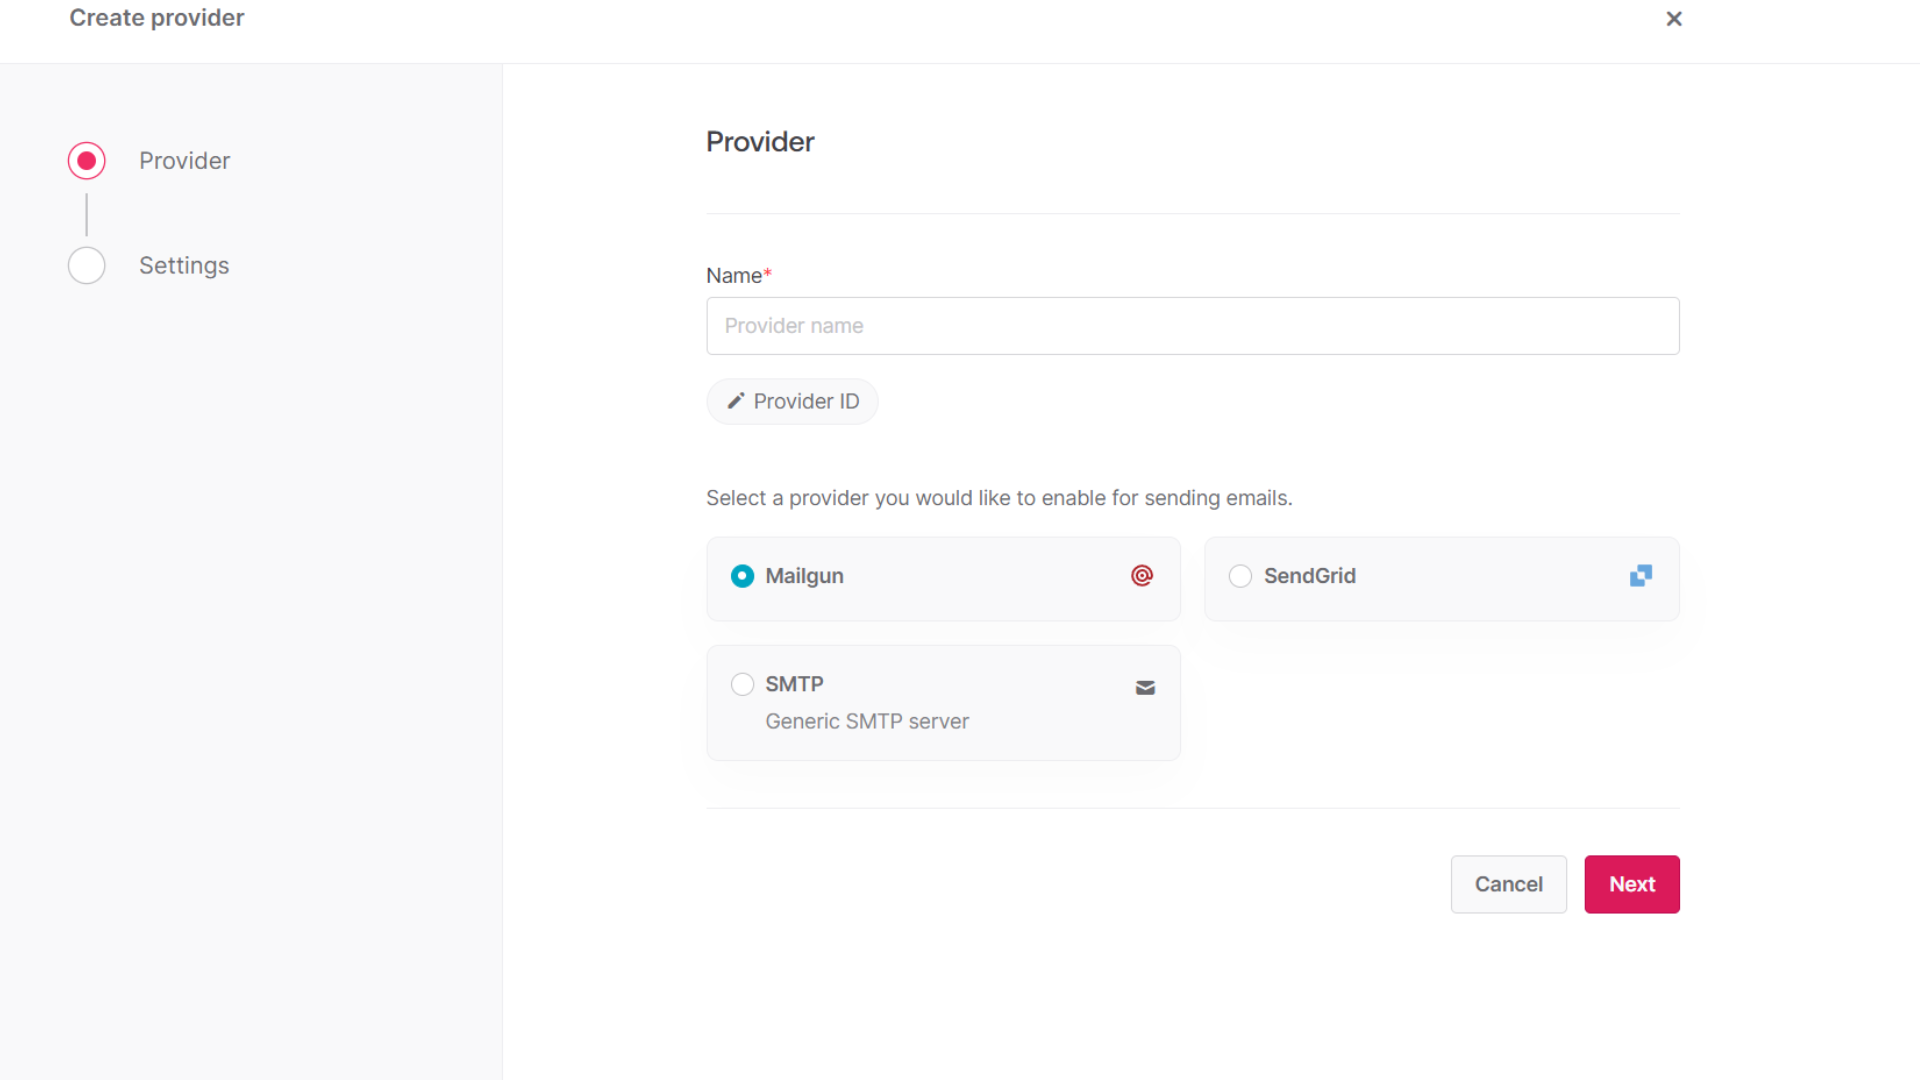 Create provider
Provider
Settings
Provider
Name*
Provider name
Provider ID
Select a provider you would like to enable for sending emails.
Mailgun
SendGrid
SMTP
Generic SMTP server
Cancel
Next